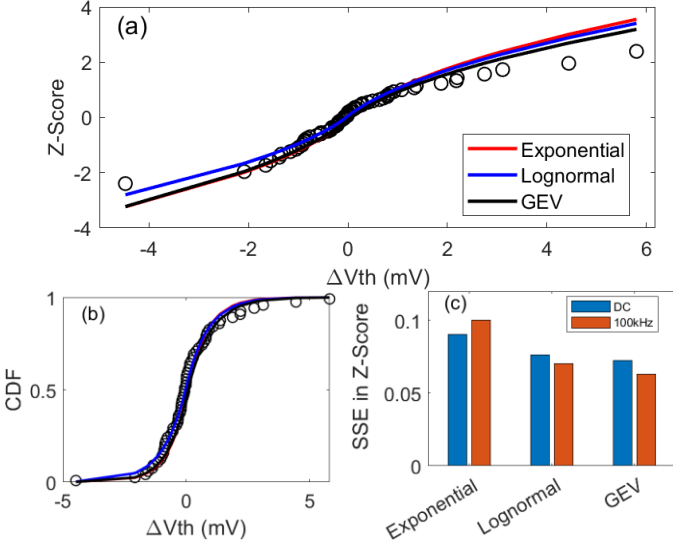 (a)
4
2
0
-2
-4
Z-Score
Exponential
Lognormal
GEV
-4 -2 0 2 4 6
ΔVth (mV)
(b)
1
0.5
0
CDF
-5 0 5
ΔVth (mV)
(c)
DC
100kHz
0.1
0.05
0
SSE in Z-Score
Exponential
Lognormal
GEV